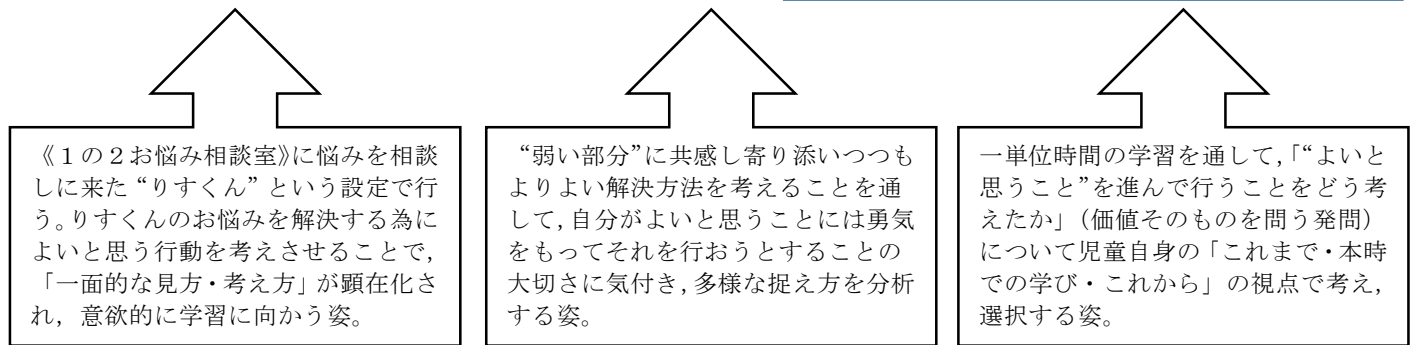 《１の２お悩み相談室》に悩みを相談
しに来た “りすくん” という設定で行
う。りすくんのお悩みを解決する為に
よいと思う行動を考えさせることで，
「一面的な見方・考え方」が顕在化さ
れ，意欲的に学習に向かう姿。
“弱い部分”に共感し寄り添いつつも
よりよい解決方法を考えることを通
して，自分がよいと思うことには勇気
をもってそれを行おうとすることの
大切さに気付き，多様な捉え方を分析
する姿。
一単位時間の学習を通して，「“よいと
思うこと”を進んで行うことをどう考
えたか」（価値そのものを問う発問）
について児童自身の「これまで・本時
での学び・これから」の視点で考え，
選択する姿。